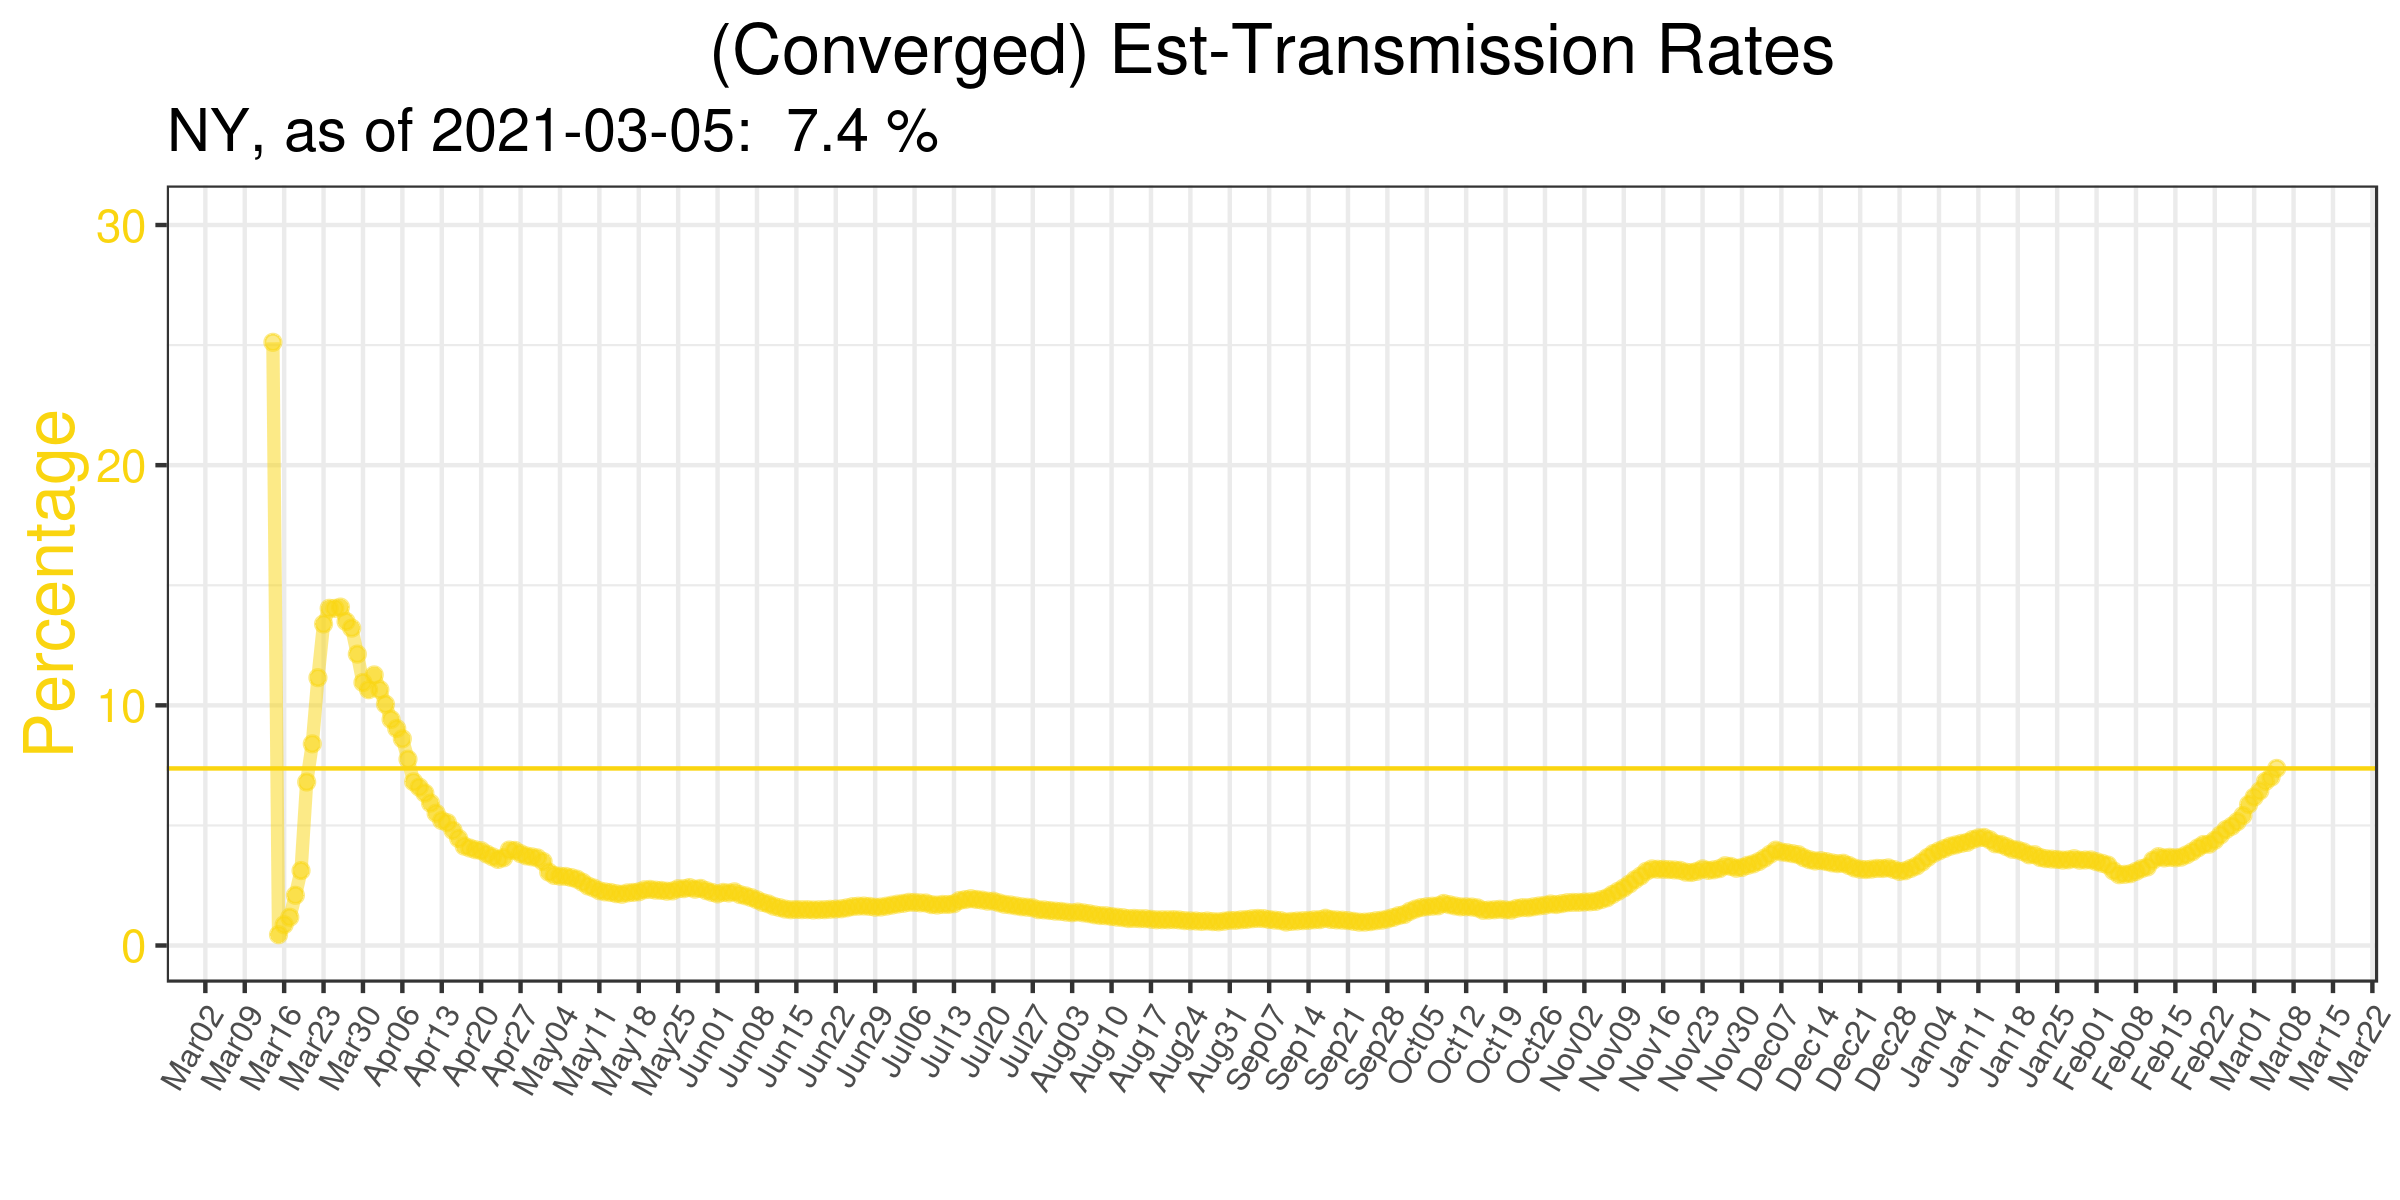 (Converged) Est-Transmission Rates
NY, as of 2021-03-05:  7.4 %
Percentage
30
20
10
0
Mar02 Mar09 Mar16 Mar23 Mar30 Apr06 Apr13 Apr20 Apr27 May04 May11 May18 May25 Jun01 Jun08 Jun15 Jun22 Jun29 Jul06 Jul13 Jul20 Jul27 Aug03 Aug10 Aug17 Aug24 Aug31 Sep07 Sep14 Sep21 Sep28 Oct05 Oct12 Oct19 Oct26 Nov02 Nov09 Nov16 Nov23 Nov30 Dec07 Dec14 Dec21 Dec28 Jan04 Jan11 Jan18 Jan25 Feb01 Feb08 Feb15 Feb22 Mar01 Mar08 Mar15 Mar22